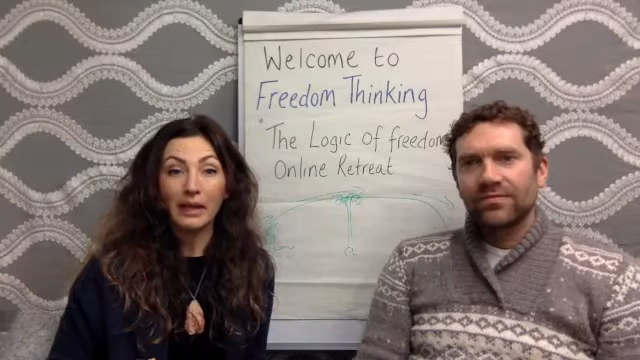 Welcome to
Freedom Thinking
"The Logic of freedom
Online Retreat